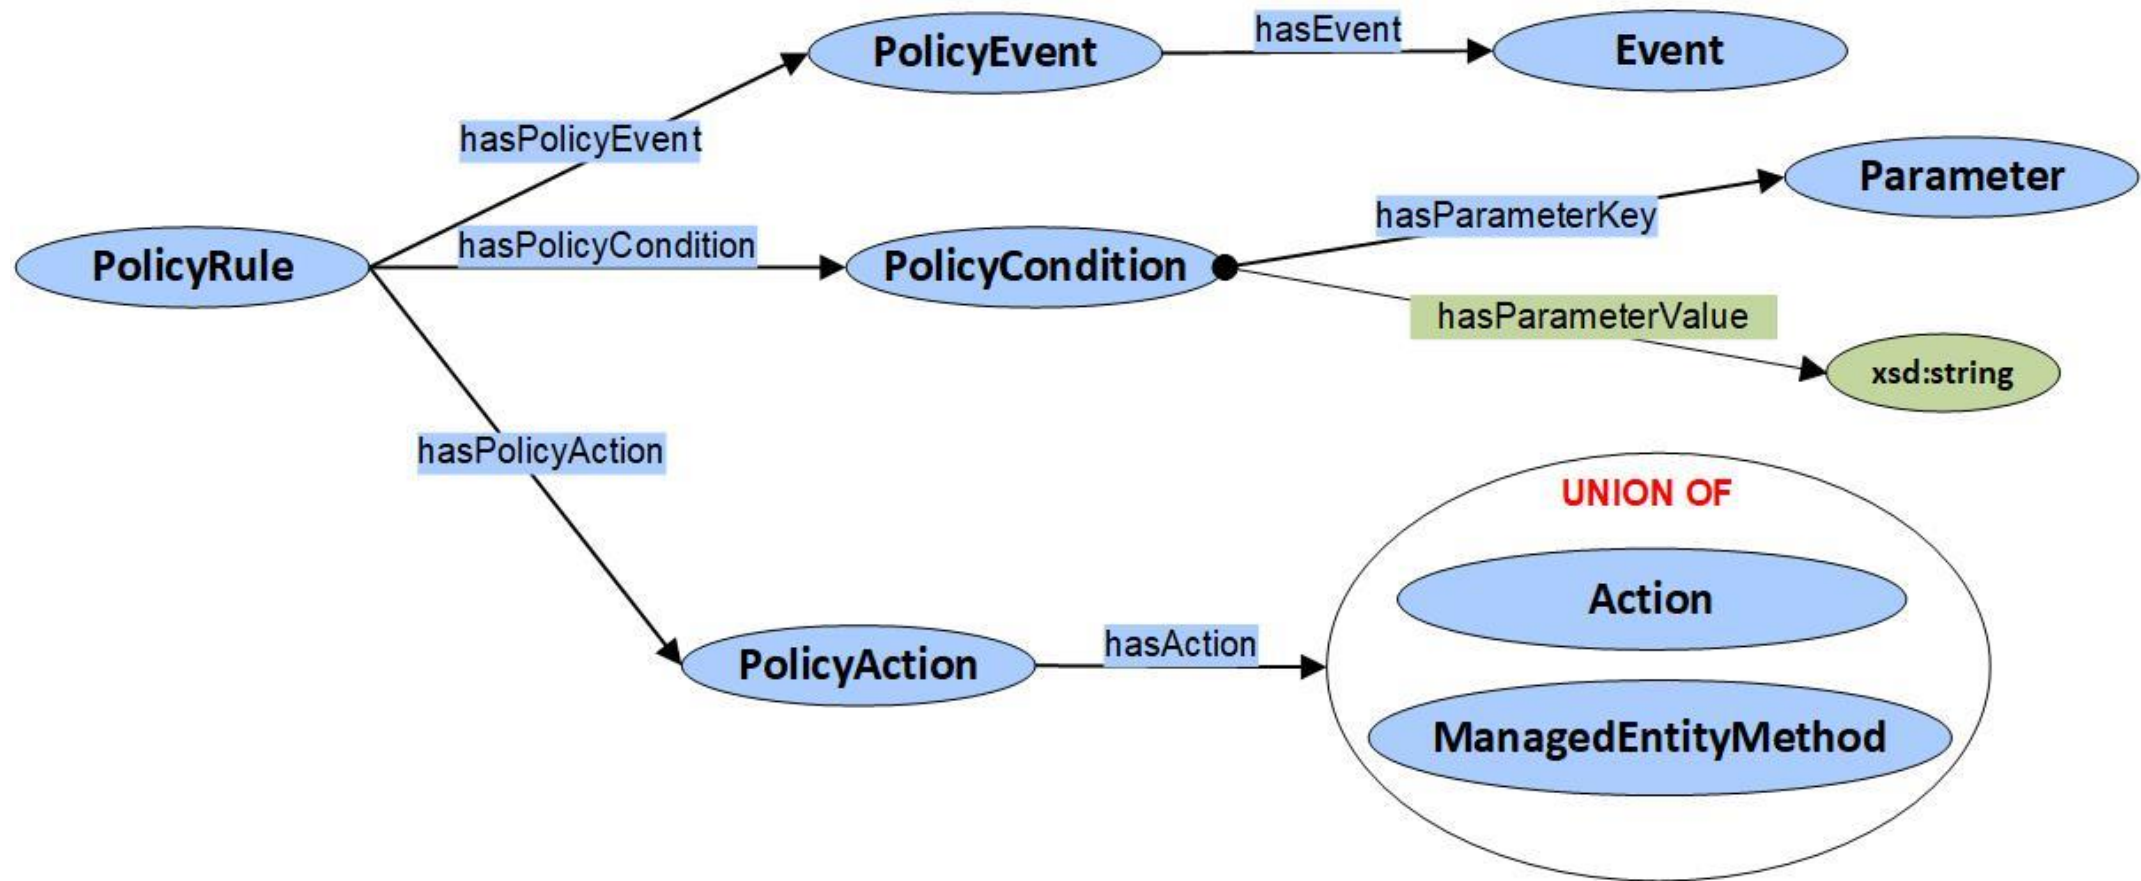 PolicyEvent
hasEvent
Event
hasPolicyEvent
Parameter
hasParameterKey
PolicyRule
hasPolicyCondition
PolicyCondition
hasParameterValue
xsd:string
hasPolicyAction
UNION OF
Action
PolicyAction
hasAction
ManagedEntityMethod